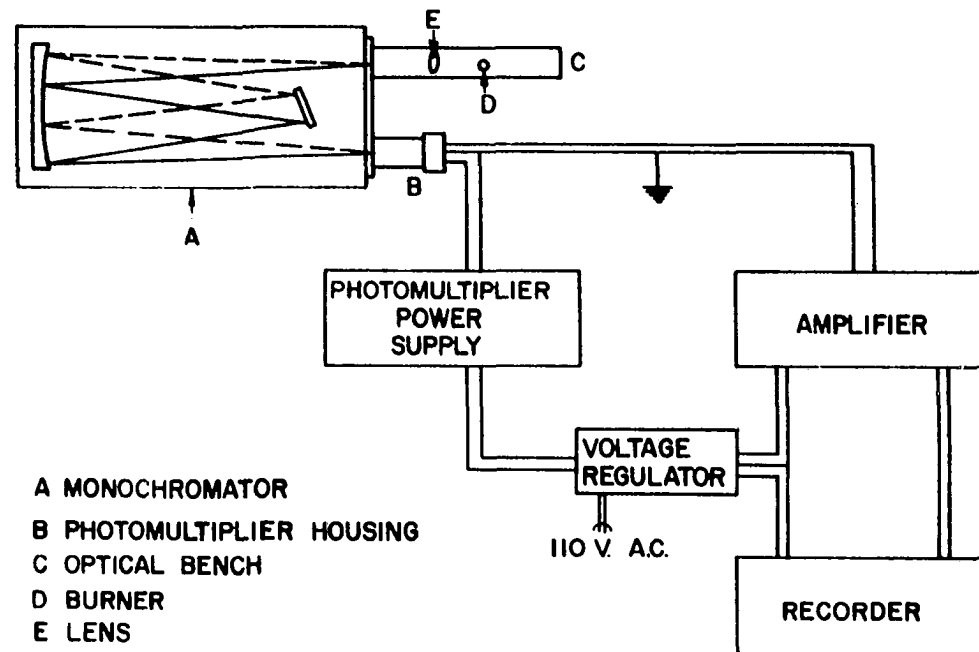 E
C
D
B
A
PHOTOMULTIPLIER
POWER
SUPPLY
AMPLIFIER
VOLTAGE
REGULATOR
110 V. A.C.
RECORDER
A MONOCHROMATOR
B PHOTOMULTIPLIER HOUSING
C OPTICAL BENCH
D BURNER
E LENS